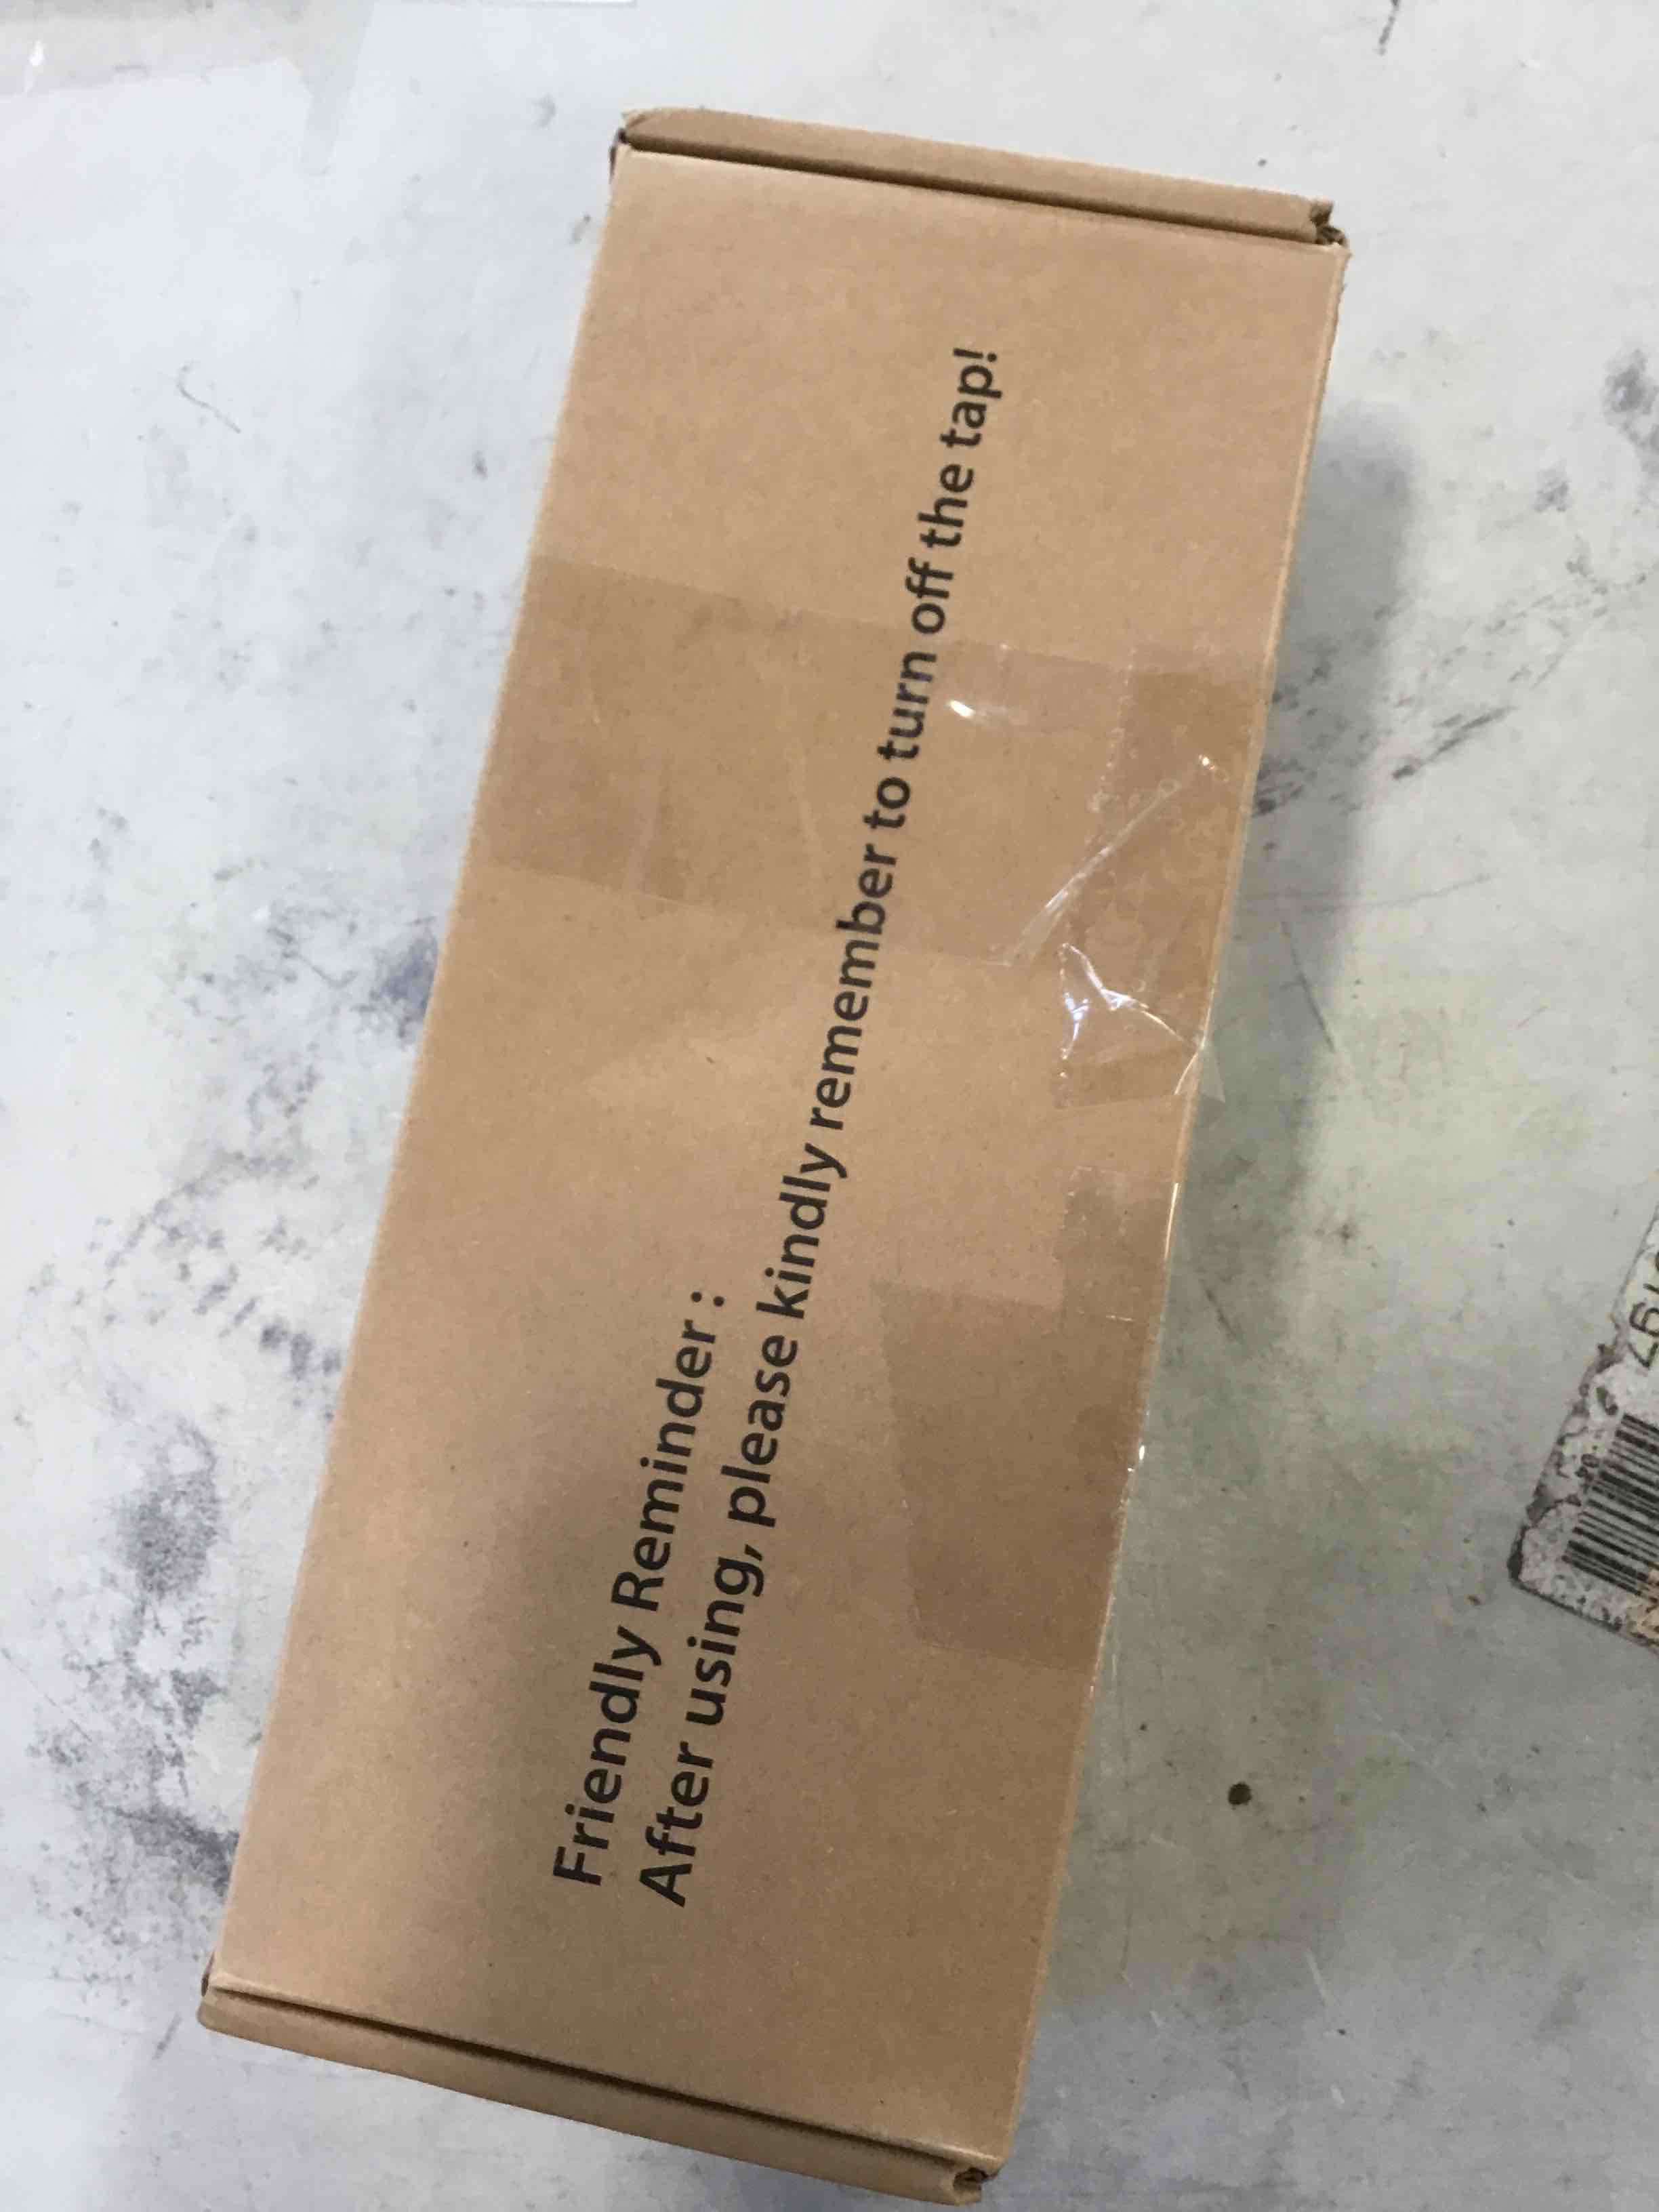 Friendly Reminder :
After using, please kindly remember to turn off the tap!